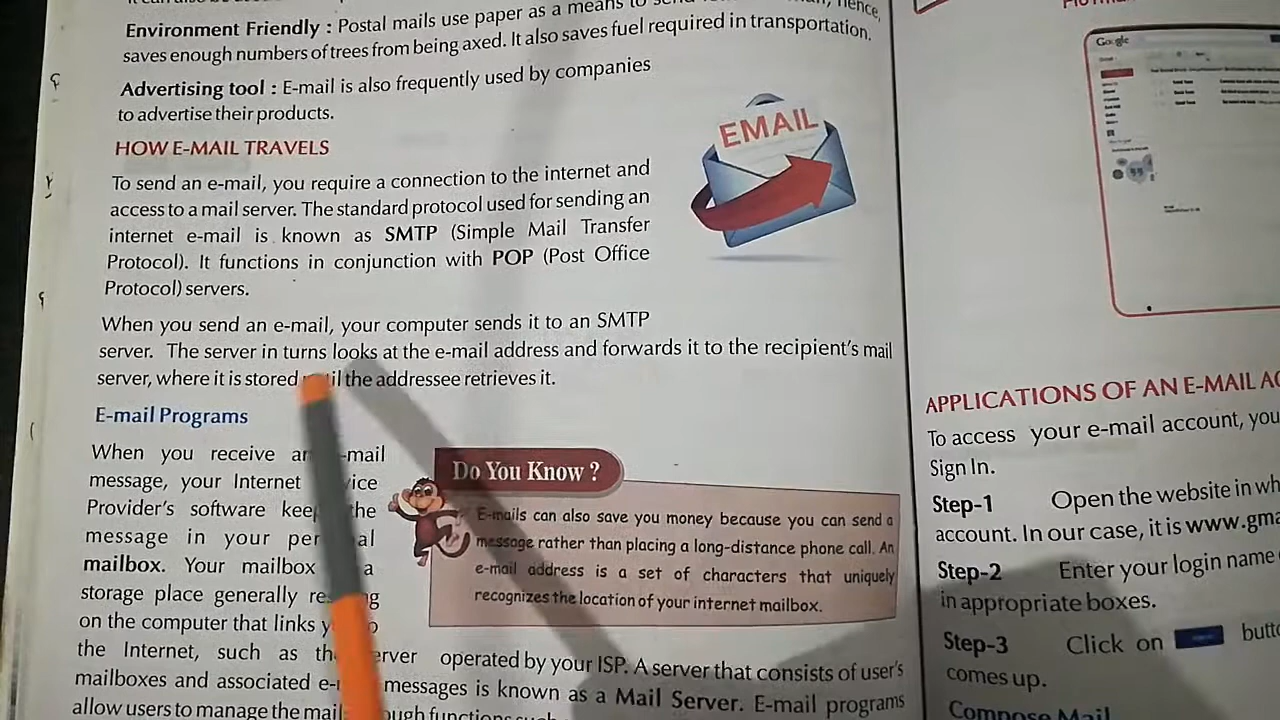 Environment Friendly : Postal mails use paper as a means to
hence,
saves enough numbers of trees from being axed. It also saves fuel required in transportation.
Advertising tool : E-mail is also frequently used by companies
to advertise their products.
EMAIL
HOW E-MAIL TRAVELS
To send an e-mail, you require a connection to the internet and
access to a mail server. The standard protocol used for sending an
internet e-mail is known as SMTP (Simple Mail Transfer
Protocol). It functions in conjunction with POP (Post Office
Protocol) servers.
When you send an e-mail, your computer sends it to an SMTP
server. The server in turns looks at the e-mail address and forwards it to the recipient's mail
server, where it is stored the addressee retrieves it.
E-mail Programs
When you receive -mail
message, your Internet
Provider's software the
message in your
mailbox. Your mailbox a
storage place generally
on the computer that links
the Internet, such as operated by your ISP. A server that consists of user's
mailboxes and associated messages is known as a Mail Server. E-mail programs
allow users to manage the mail functions such
Do You Know ?
E-mails can also save you money because you can send a
message rather than placing a long-distance phone call. An
e-mail address is a set of characters that uniquely
recognizes the location of your internet mailbox.
Google
APPLICATIONS OF AN E-MAIL
To access your e-mail account, you
Sign In.
Step-1 Open the website in
account. In our case, it is www.
Step-2 Enter your login name
in appropriate boxes.
Step-3 Click on
comes up.
Compose Mail